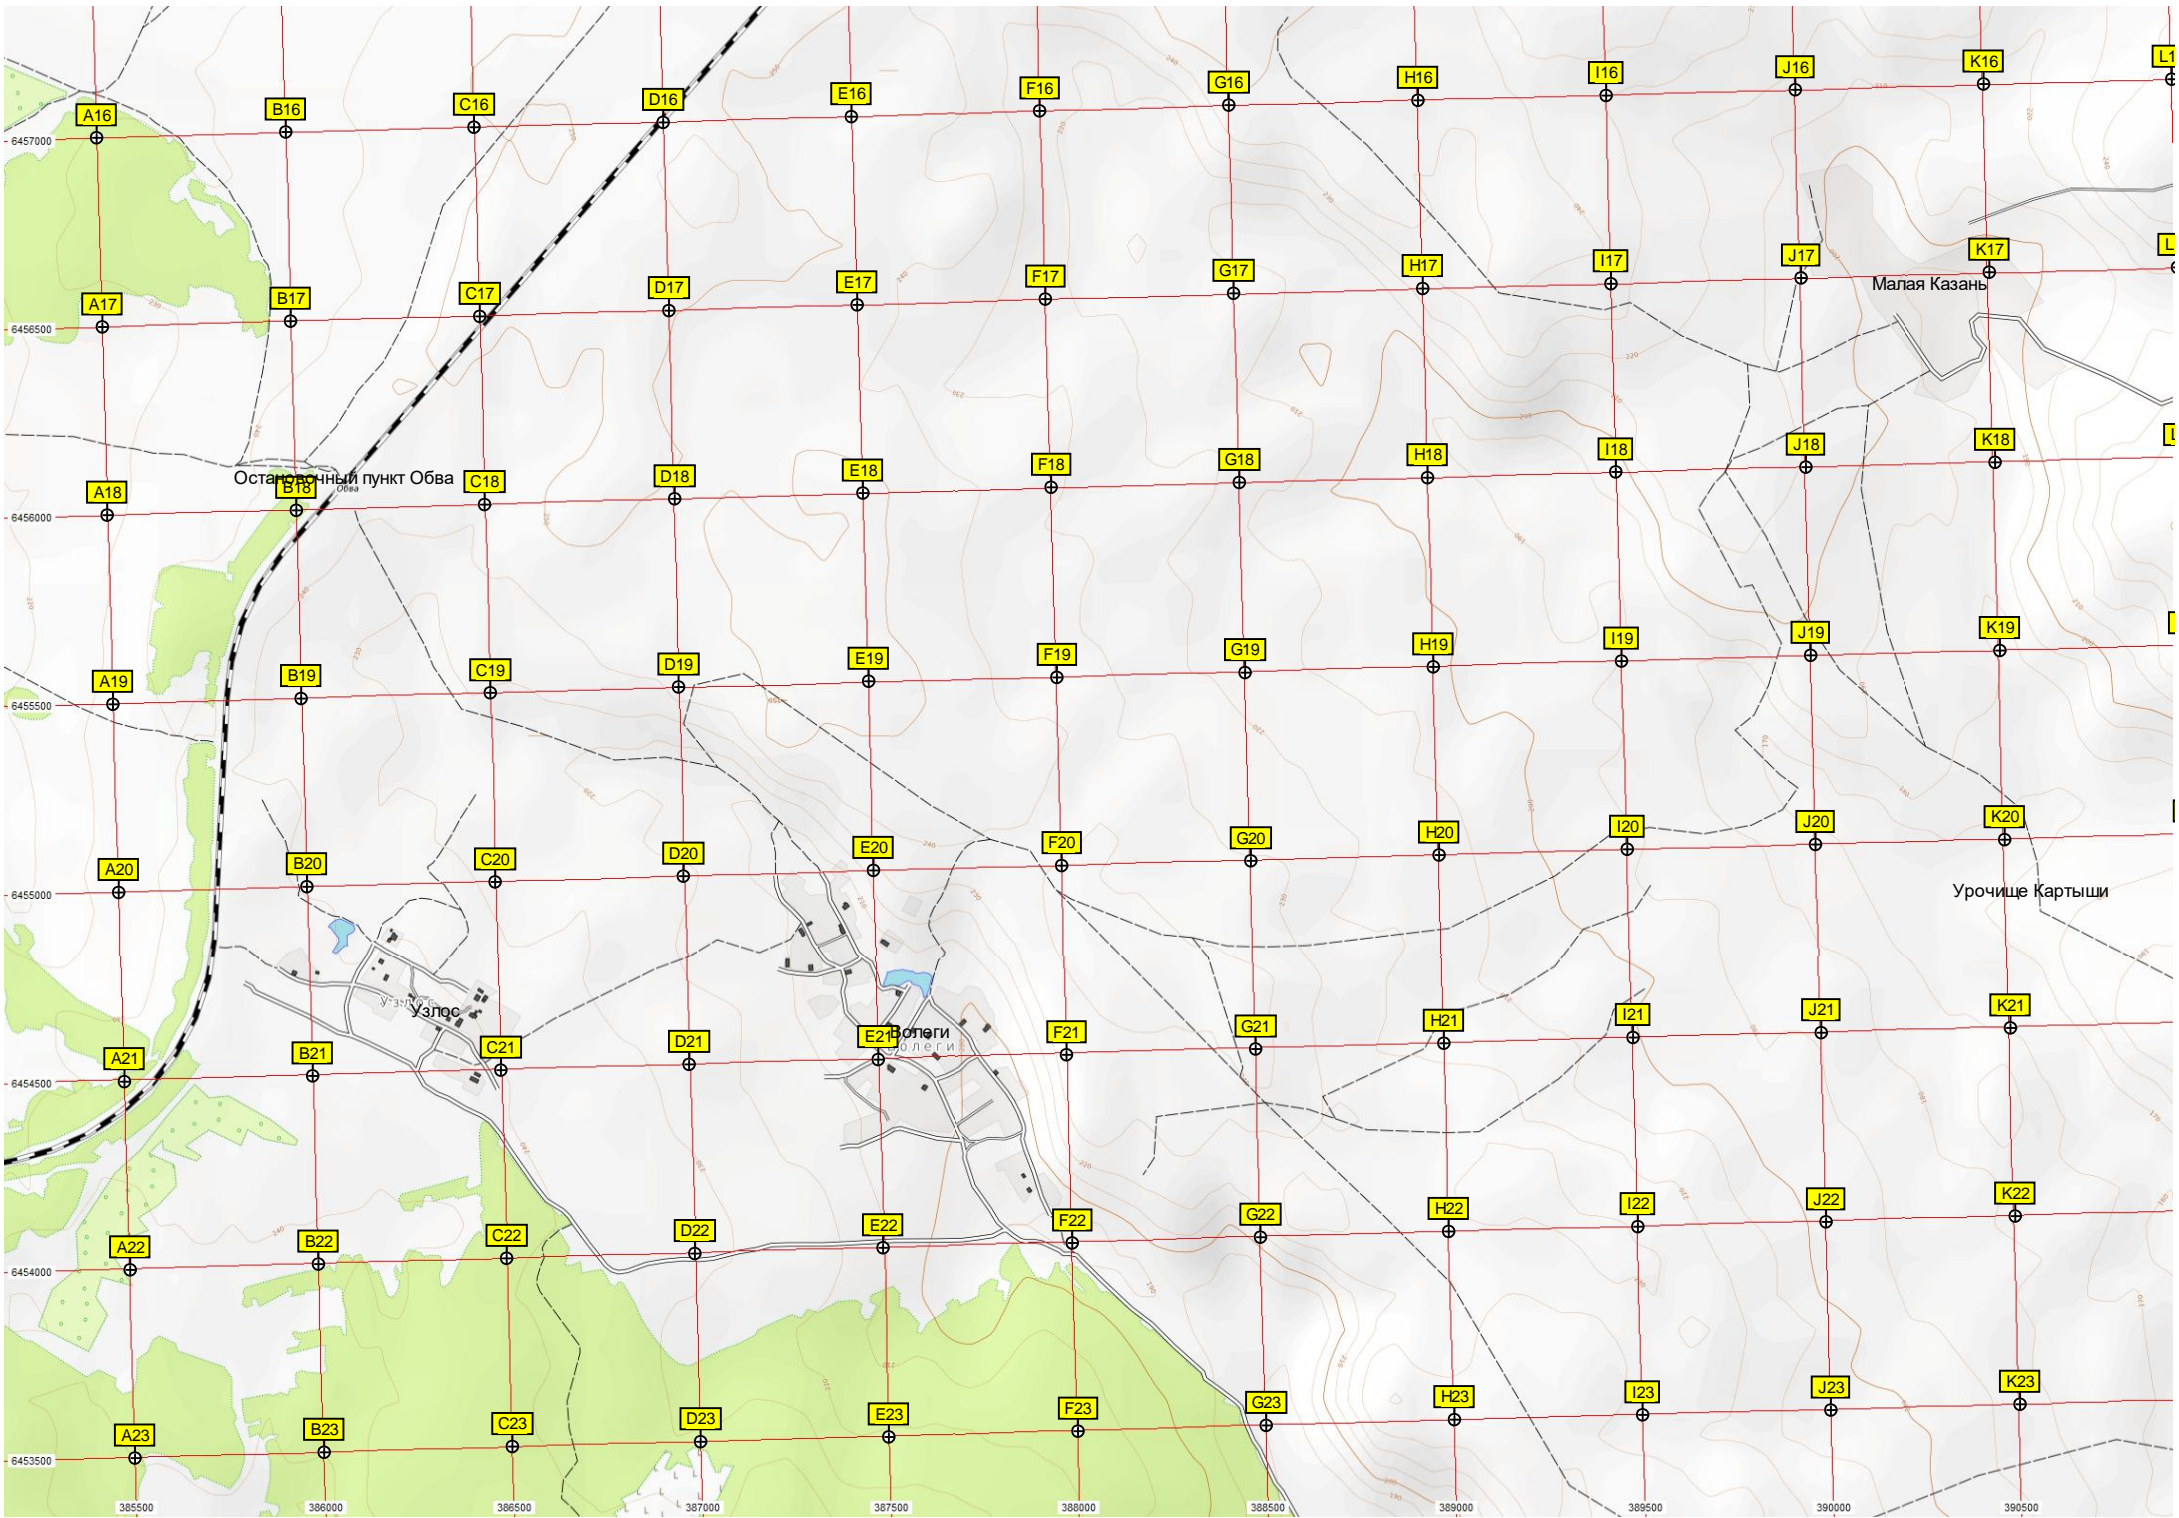 A16 B16 C16 D16 E16 F16 G16 H16 I16 J16 K16
6457000
A17 B17 C17 D17 E17 F17 G17 H17 I17 J17 K17
Малая Казань
6456500
A18 B18 C18 D18 E18 F18 G18 H18 I18 J18 K18
Остановочный пункт Обва
Обва
6456000
A19 B19 C19 D19 E19 F19 G19 H19 I19 J19 K19
6455500
A20 B20 C20 D20 E20 F20 G20 H20 I20 J20 K20
6455000
Урочище Картыши
Узлос
Узлос
A21 B21 C21 D21 E21 F21 G21 H21 I21 J21 K21
Вологи
Вологи
6454500
A22 B22 C22 D22 E22 F22 G22 H22 I22 J22 K22
6454000
A23 B23 C23 D23 E23 F23 G23 H23 I23 J23 K23
6453500
385500 386000 386500 387000 387500 388000 388500 389000 389500 390000 390500